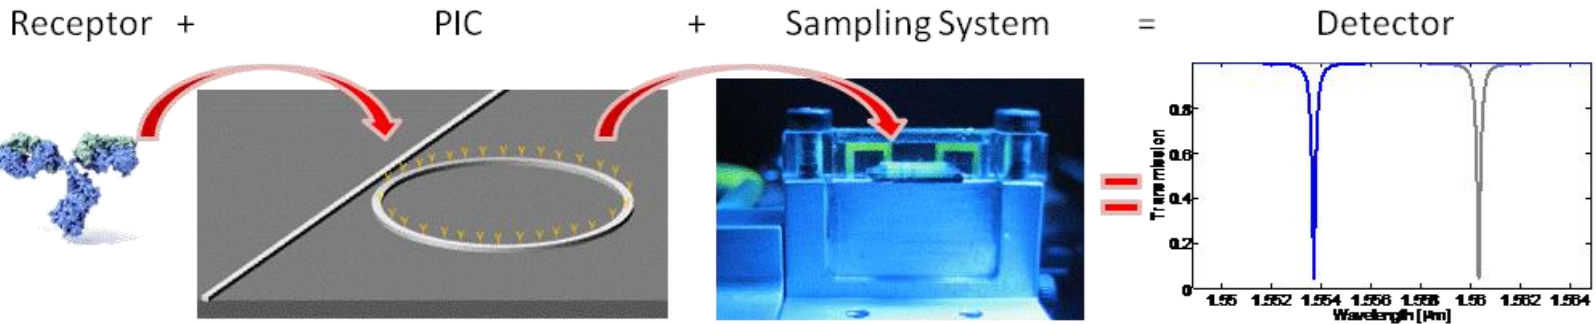 Receptor + PIC + Sampling System = Detector
0.8
0.6
0.4
0.2
0
Transmission
1.55 1.552 1.554 1.556 1.558 1.56 1.562 1.564
Wavelength [μm]